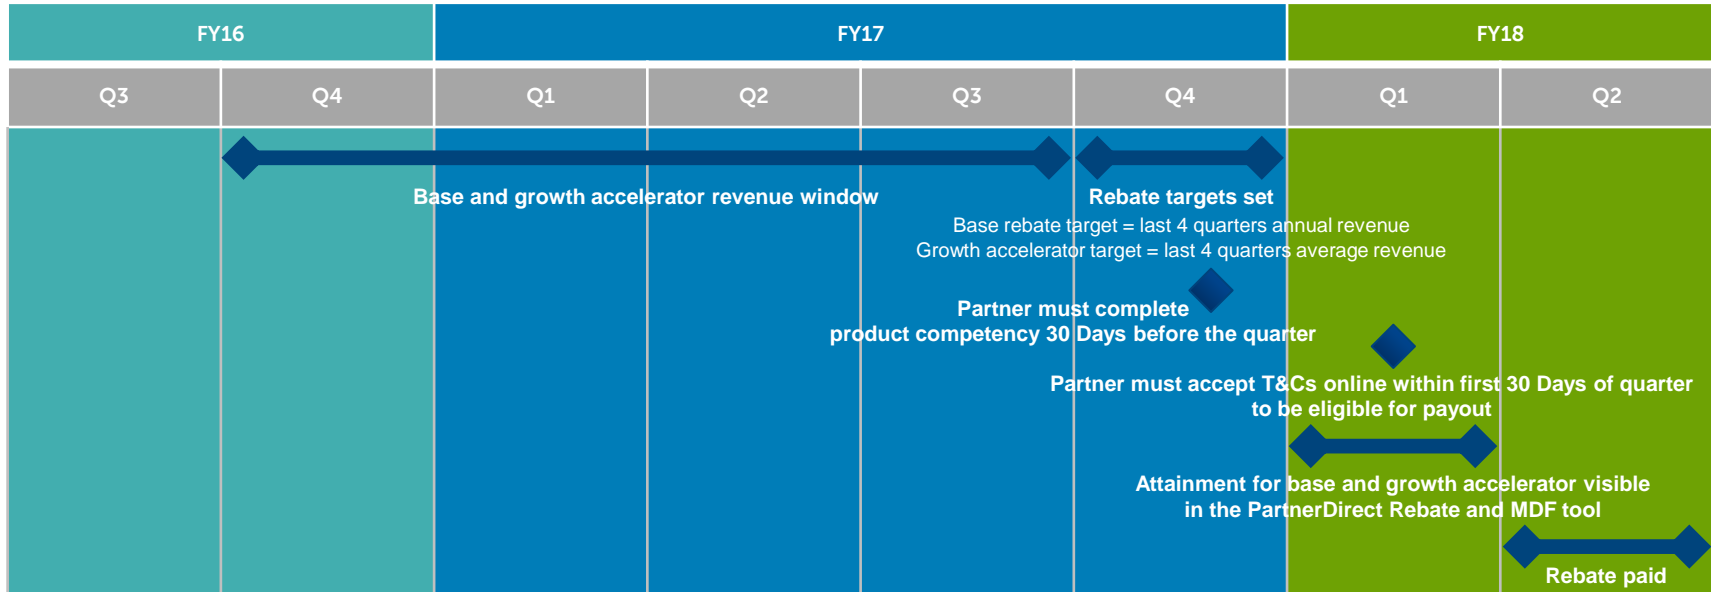 FY16
FY17
FY18
Q3
Q4
Q1
Q2
Q3
Q4
Q1
Q2
Base and growth accelerator revenue window
Rebate targets set
Base rebate target = last 4 quarters annual revenue
Growth accelerator target = last 4 quarters average revenue
Partner must complete
product competency 30 Days before the quarter
Partner must accept T&Cs online within first 30 Days of quarter
to be eligible for payout
Attainment for base and growth accelerator visible
in the PartnerDirect Rebate and MDF tool
Rebate paid